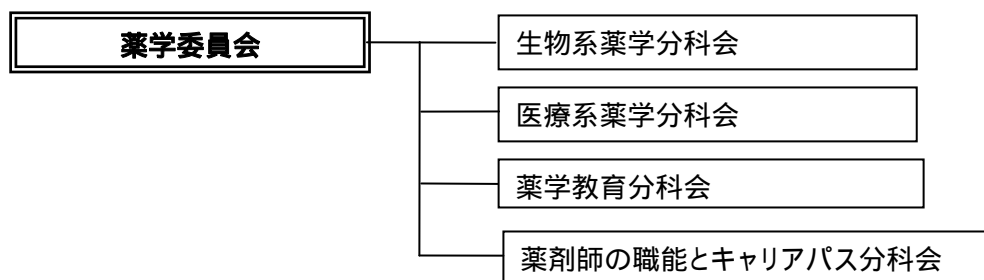 薬学委員会
生物系薬学分科会
医療系薬学分科会
薬学教育分科会
薬剤師の職能とキャリアパス分科会